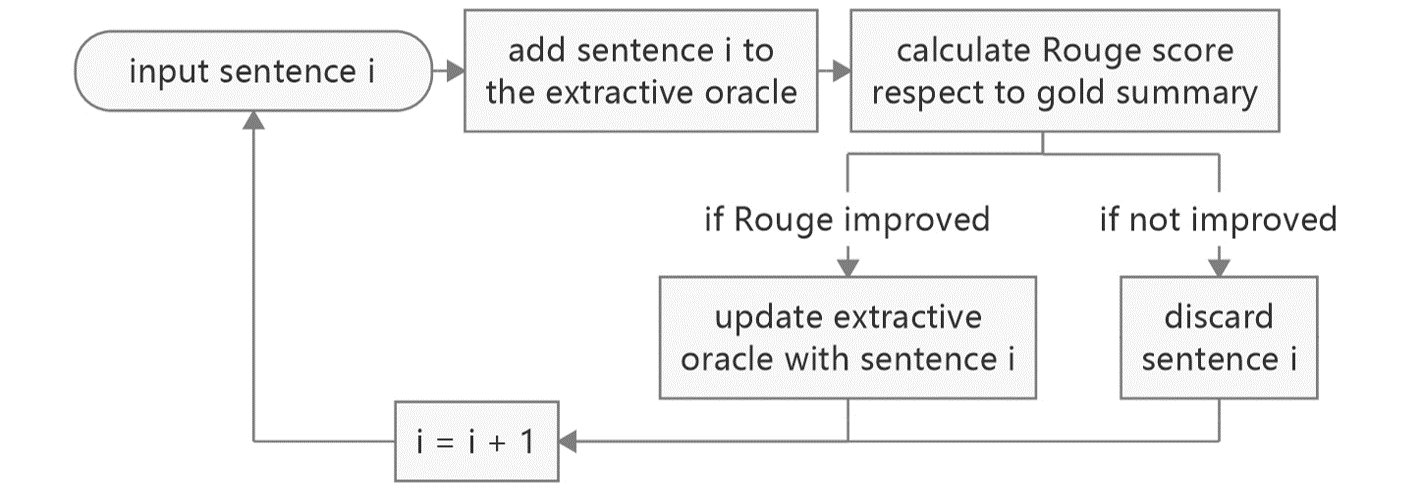 input sentence i
add sentence i to
the extractive oracle
calculate Rouge score
respect to gold summary
if Rouge improved
if not improved
update extractive
oracle with sentence i
discard
sentence i
i = i + 1